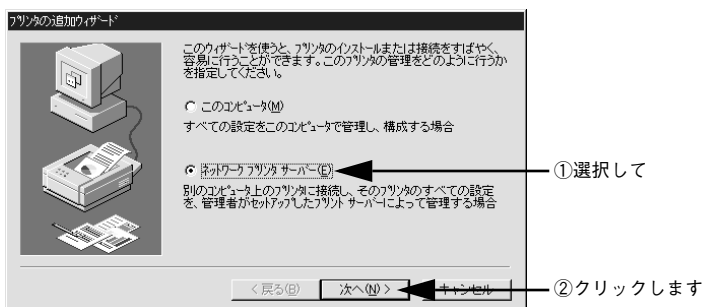 プリンタの追加ウィザード
このウィザードを使うと、プリンタのインストールまたは接続をすばやく、
容易に行うことができます。このプリンタの管理をどのように行うか
を指定してください。
このコンピュータ(M)
すべての設定をこのコンピュータで管理し、構成する場合
ネットワーク プリンタ サーバー(E)
①選択して
別のコンピュータ上のプリンタに接続し、そのプリンタのすべての設定
を、管理者がセットアップしたプリント サーバーによって管理する場合
< 戻る(B)
次へ(N) >
キャンセル
②クリックします